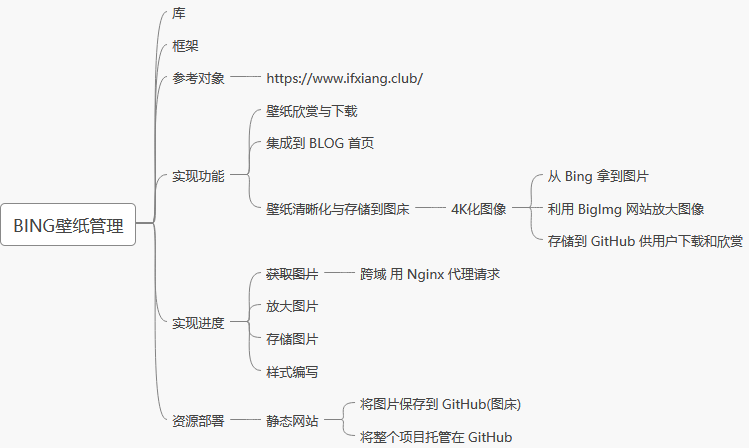 BING壁纸管理
库
框架
参考对象
https://www.ifxiang.club/
实现功能
壁纸欣赏与下载
集成到 BLOG 首页
壁纸清晰化与存储到图床
4K化图像
从 Bing 拿到图片
利用 BigImg 网站放大图像
存储到 GitHub 供用户下载和欣赏
实现进度
获取图片
跨域 用 Nginx 代理请求
放大图片
存储图片
样式编写
资源部署
静态网站
将图片保存到 GitHub(图床)
将整个项目托管在 GitHub